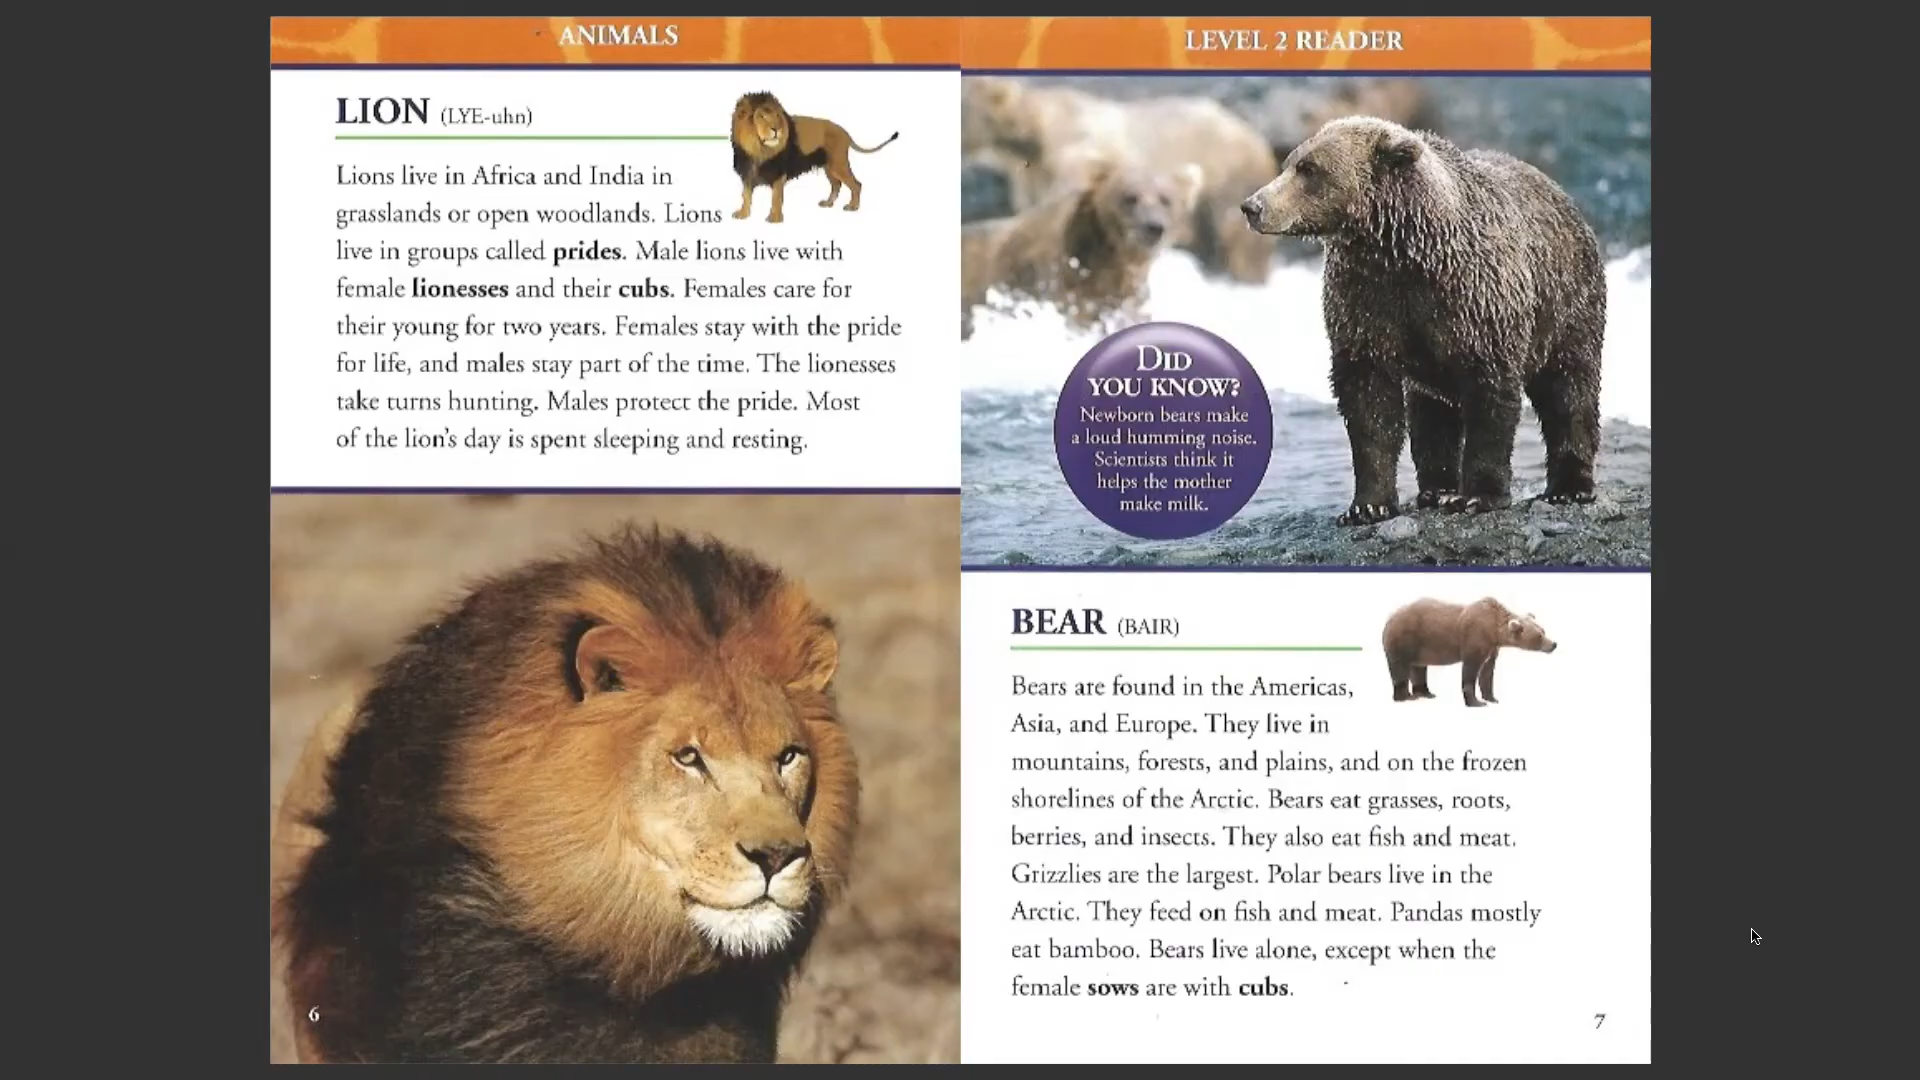 ANIMALS
LION (LYE-uhn)
Lions live in Africa and India in
grasslands or open woodlands. Lions
live in groups called prides. Male lions live with
female lionesses and their cubs. Females care for
their young for two years. Females stay with the pride
for life, and males stay part of the time. The lionesses
take turns hunting. Males protect the pride. Most
of the lion's day is spent sleeping and resting.
6
LEVEL 2 READER
DID
YOU KNOW?
Newborn bears make
a loud humming noise.
Scientists think it
helps the mother
make milk.
BEAR (BAIR)
Bears are found in the Americas,
Asia, and Europe. They live in
mountains, forests, and plains, and on the frozen
shorelines of the Arctic. Bears eat grasses, roots,
berries, and insects. They also eat fish and meat.
Grizzlies are the largest. Polar bears live in the
Arctic. They feed on fish and meat. Pandas mostly
eat bamboo. Bears live alone, except when the
female sows are with cubs.
7